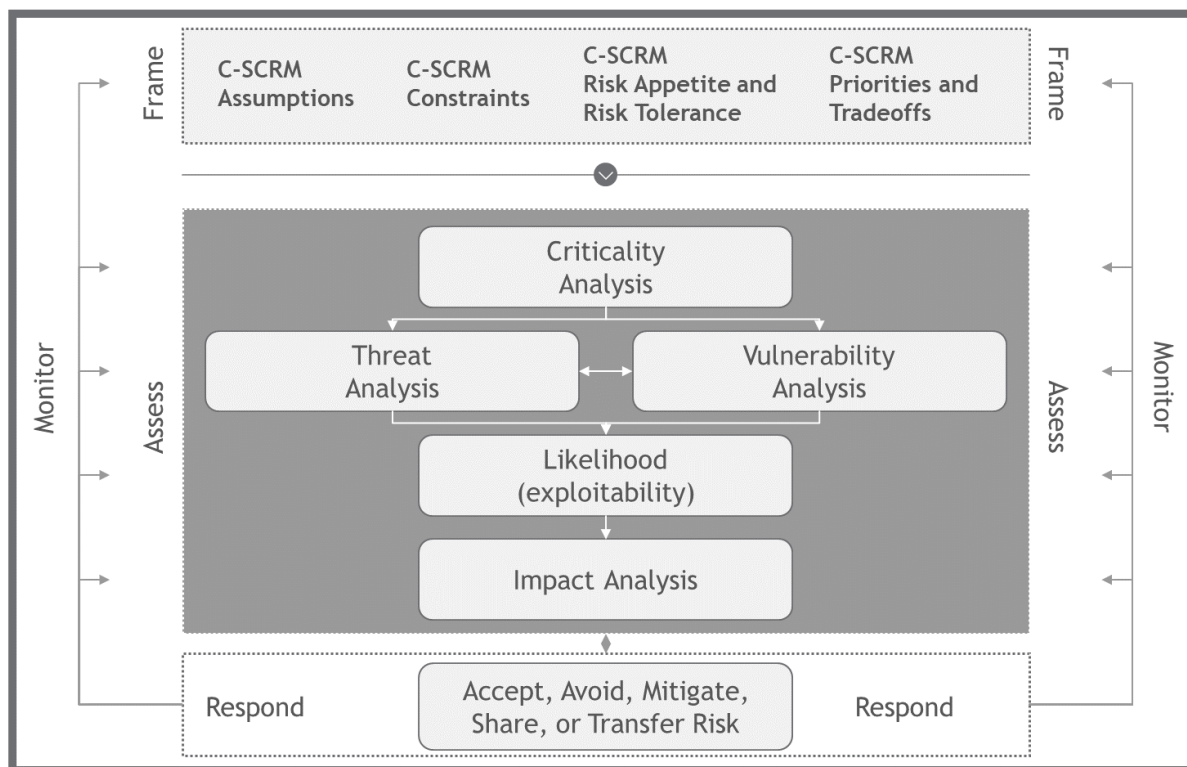 Frame
C-SCRM
Assumptions
C-SCRM
Constraints
C-SCRM
Risk Appetite and
Risk Tolerance
C-SCRM
Priorities and
Tradeoffs
Frame
Monitor
Assess
Criticality
Analysis
Threat
Analysis
Vulnerability
Analysis
Likelihood
(exploitability)
Impact Analysis
Assess
Monitor
Respond
Accept, Avoid, Mitigate,
Share, or Transfer Risk
Respond